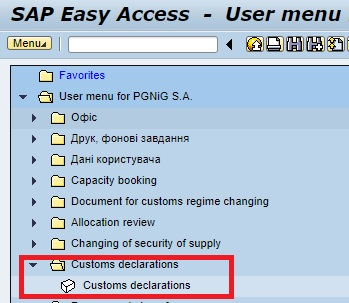 SAP Easy Access - User menu
Menu
Favorites
User menu for PGNiG S.A.
Офіс
Друк, фонові завдання
Дані користувача
Capacity booking
Document for customs regime changing
Allocation review
Changing of security of supply
Customs declarations
Customs declarations